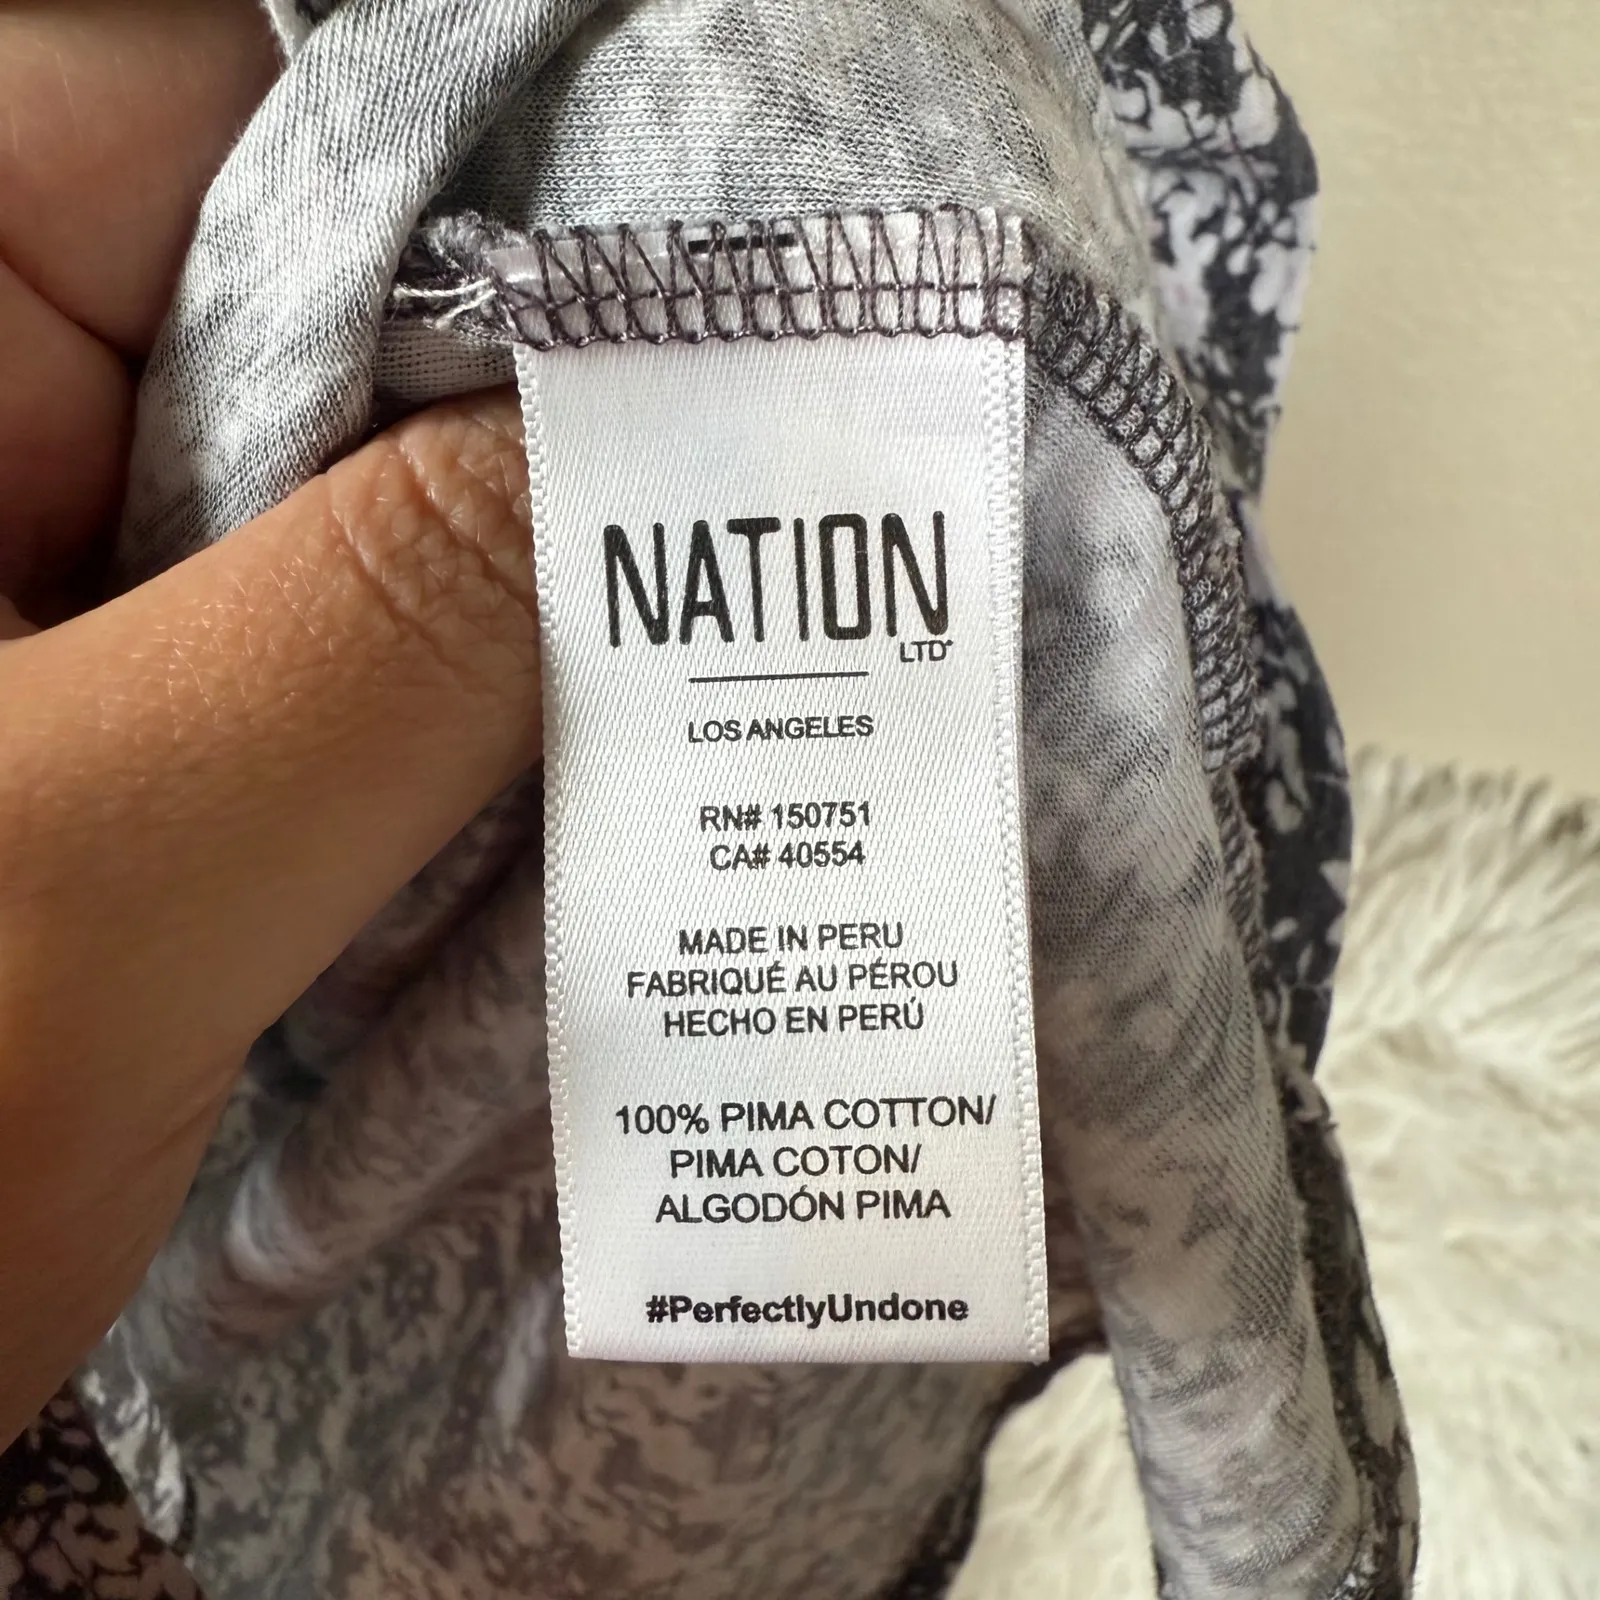 NATION
LTD
LOS ANGELES
RN# 150751
CA# 40554
MADE IN PERU
FABRIQUÉ AU PÉROU
HECHO EN PERÚ
100% PIMA COTTON/
PIMA COTON/
ALGODÓN PIMA
#PerfectlyUndone